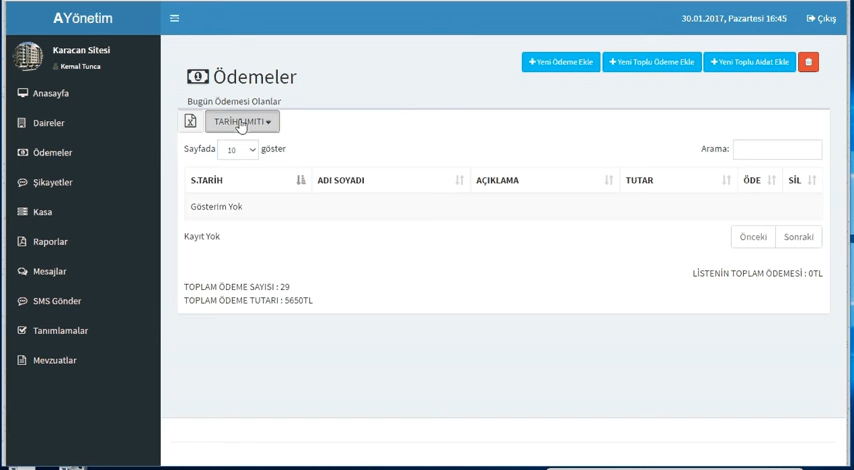 AYönetim
30.01.2017, Pazartesi 16:45
Çıkış
Karacan Sitesi
Kemal Tunca
Anasayfa
Daireler
Ödemeler
Şikayetler
Kasa
Raporlar
Mesajlar
SMS Gönder
Tanımlamalar
Mevzuatlar
Ödemeler
+Yeni Ödeme Ekle
+Yeni Toplu Ödeme Ekle
+Yeni Toplu Aidat Ekle
Bugün Ödemesi Olanlar
Sayfada 10 göster
Arama:
S.TARİH ADI SOYADI AÇIKLAMA TUTAR ÖDE SİL
Gösterim Yok
Kayıt Yok
Önceki Sonraki
LİSTENİN TOPLAM ÖDEMESİ : 0TL
TOPLAM ÖDEME SAYISI : 29
TOPLAM ÖDEME TUTARI : 5650TL